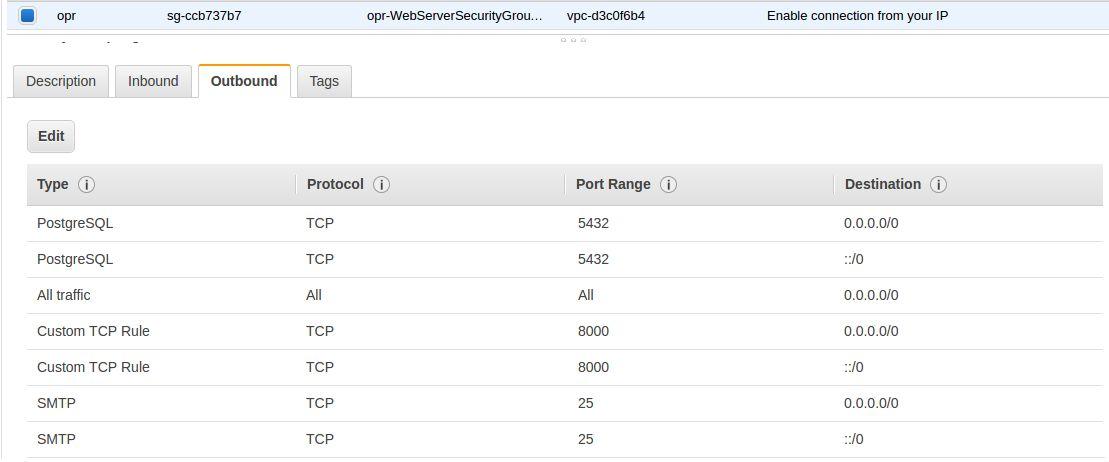 opr sg-ccb737b7 opr-WebServerSecurityGrou... vpc-d3c0f6b4 Enable connection from your IP
Description Inbound Outbound Tags
Edit
Type Protocol Port Range Destination
PostgreSQL TCP 5432 0.0.0.0/0
PostgreSQL TCP 5432 ::/0
All traffic All All 0.0.0.0/0
Custom TCP Rule TCP 8000 0.0.0.0/0
Custom TCP Rule TCP 8000 ::/0
SMTP TCP 25 0.0.0.0/0
SMTP TCP 25 ::/0